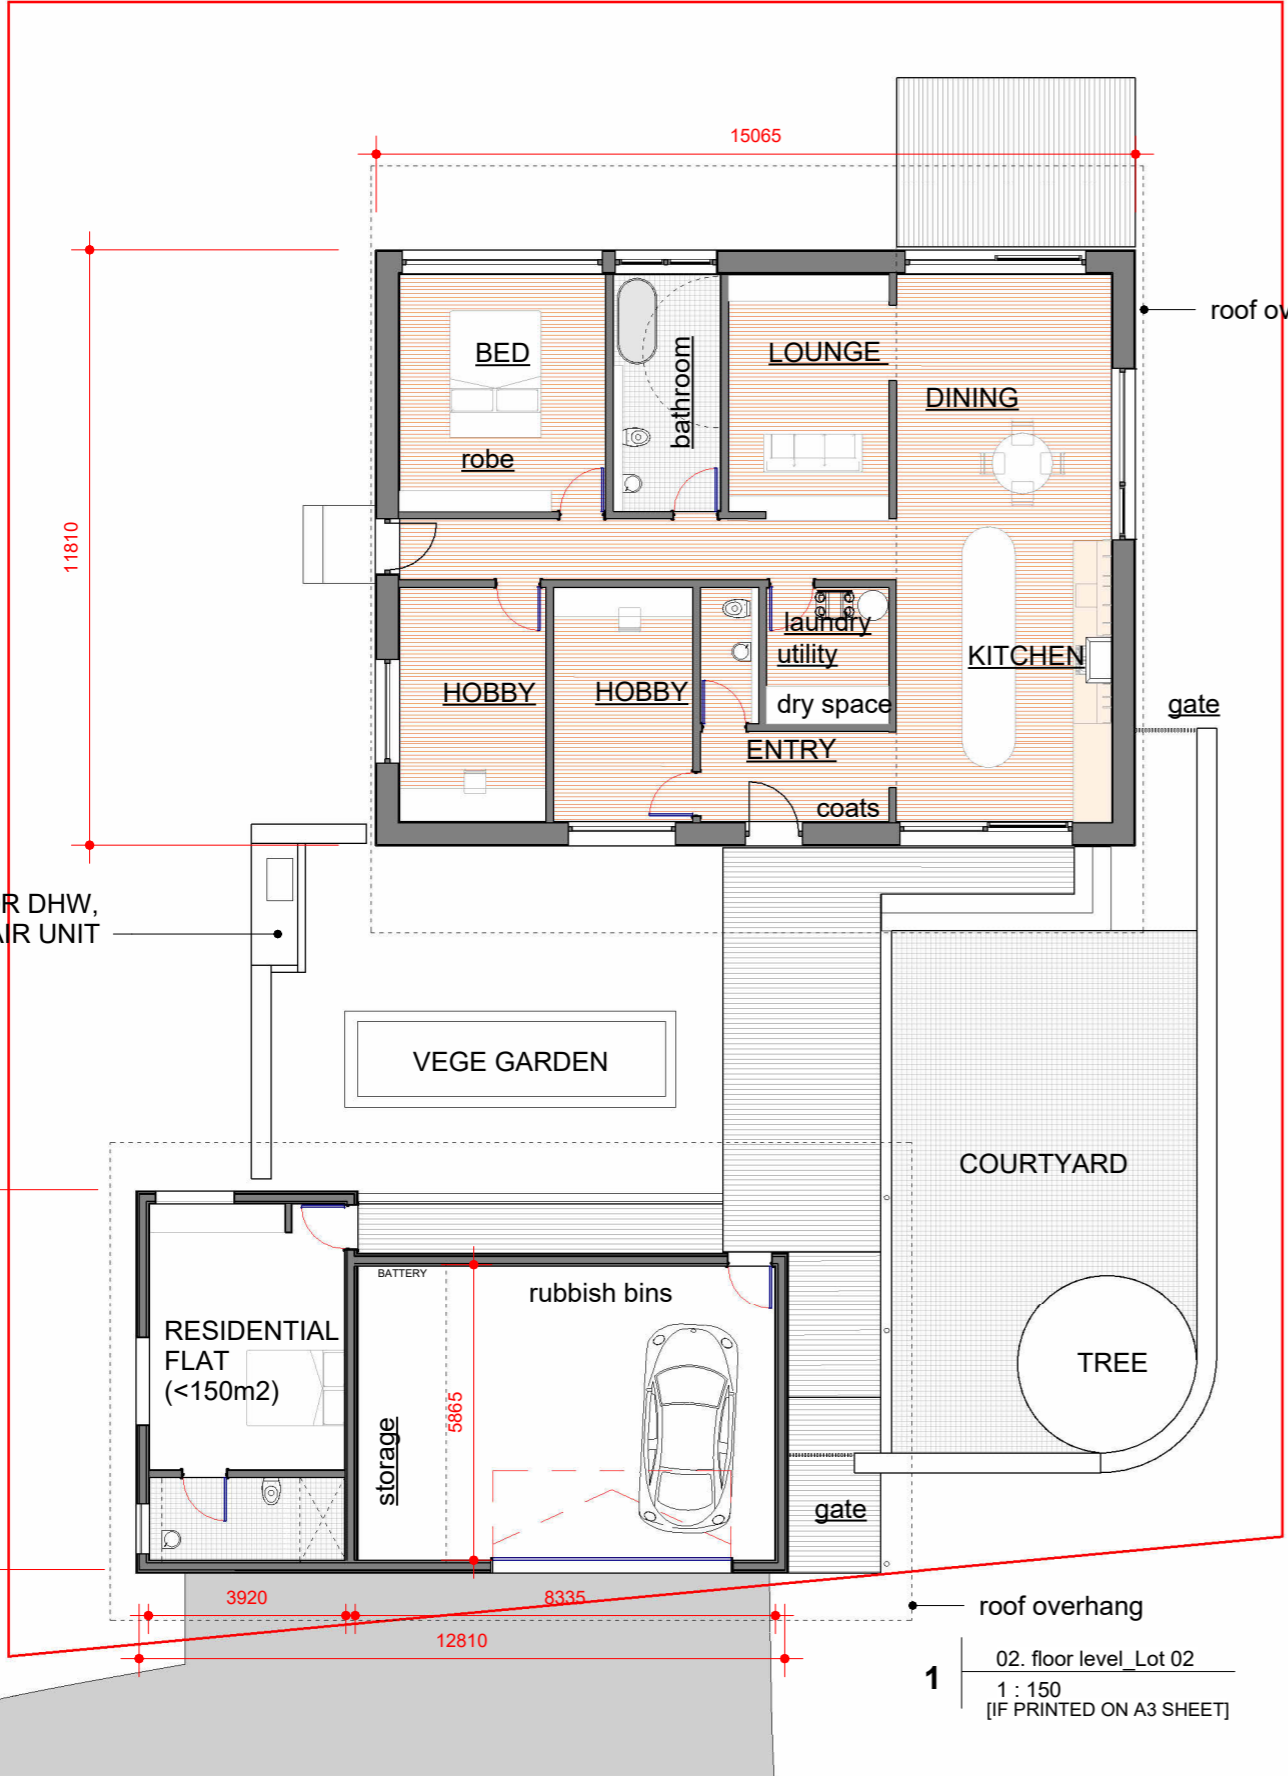 15065
roof ov
BED
bathroom
LOUNGE
DINING
robe
11810
laundry
utility
KITCHEN
HOBBY
HOBBY
dry space
gate
ENTRY
coats
R DHW,
AIR UNIT
VEGE GARDEN
COURTYARD
BATTERY
rubbish bins
RESIDENTIAL
FLAT
(<150m2)
TREE
5865
storage
gate
3920
8335
roof overhang
12810
1
02. floor level_Lot 02
1 : 150
[IF PRINTED ON A3 SHEET]